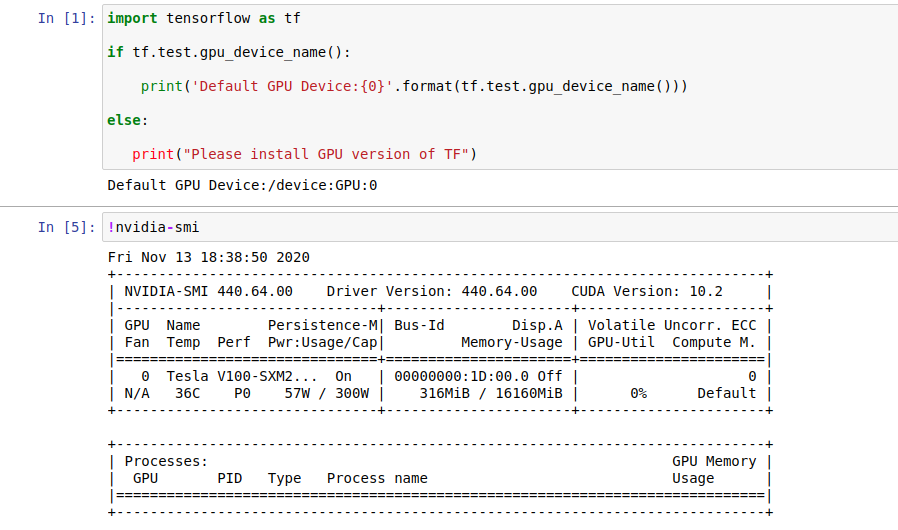 In [1]: import tensorflow as tf
if tf.test.gpu_device_name():
    print('Default GPU Device:{0}'.format(tf.test.gpu_device_name()))
else:
   print("Please install GPU version of TF")
Default GPU Device:/device:GPU:0
In [5]: !nvidia-smi
Fri Nov 13 18:38:50 2020
+-----------------------------------------------------------------------------+
| NVIDIA-SMI 440.64.00    Driver Version: 440.64.00    CUDA Version: 10.2     |
|-------------------------------+----------------------+----------------------+
| GPU  Name        Persistence-M| Bus-Id        Disp.A | Volatile Uncorr. ECC |
| Fan  Temp  Perf  Pwr:Usage/Cap|         Memory-Usage | GPU-Util  Compute M. |
|===============================+======================+======================|
|   0  Tesla V100-SXM2...  On   | 00000000:1D:00.0 Off |                    0 |
| N/A   36C    P0    57W / 300W |    316MiB / 16160MiB |      0%      Default |
+-------------------------------+----------------------+----------------------+
+-----------------------------------------------------------------------------+
| Processes:                                                       GPU Memory |
|  GPU       PID   Type   Process name                             Usage      |
|=============================================================================|
+-----------------------------------------------------------------------------+